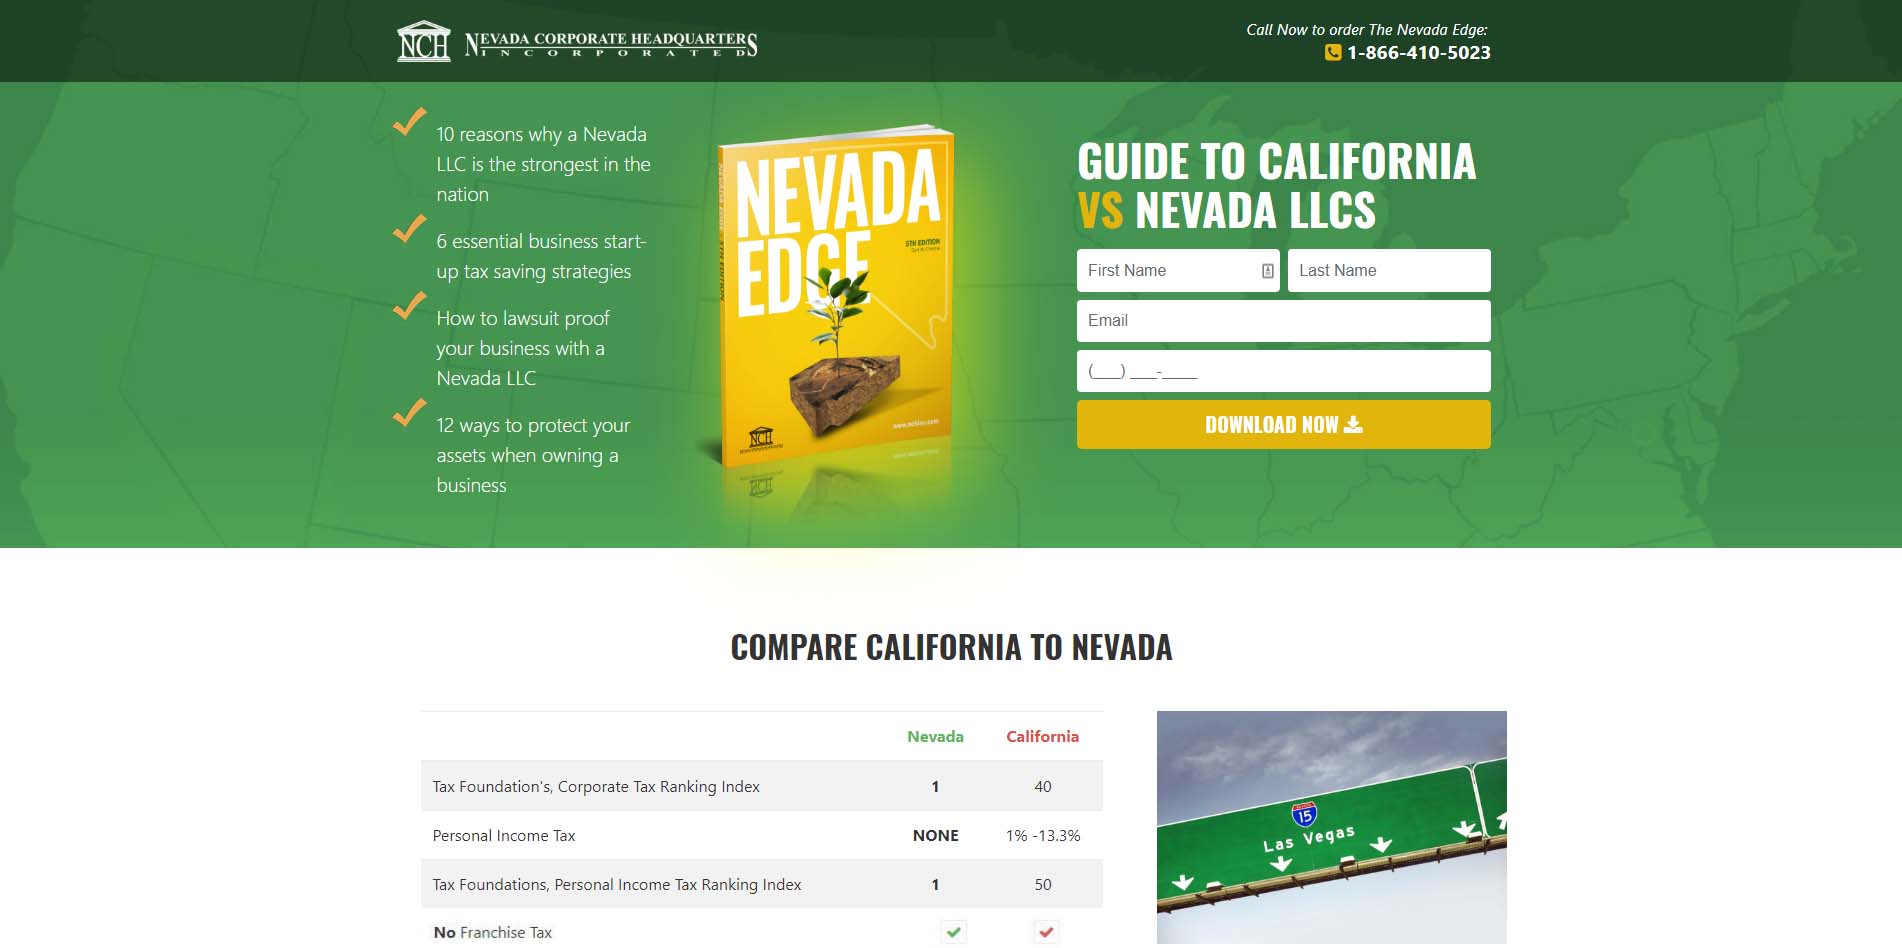 NCH NEVADA CORPORATE HEADQUARTERS
INCORPORATED
Call Now to order The Nevada Edge:
1-866-410-5023
10 reasons why a Nevada
LLC is the strongest in the
nation
6 essential business start-
up tax saving strategies
How to lawsuit proof
your business with a
Nevada LLC
12 ways to protect your
assets when owning a
business
NEVADA
EDGE
5TH EDITION
NCH
GUIDE TO CALIFORNIA
VS NEVADA LLCS
First Name
Last Name
Email
(___) ___-____
DOWNLOAD NOW
COMPARE CALIFORNIA TO NEVADA
Nevada California
Tax Foundation's, Corporate Tax Ranking Index 1 40
Personal Income Tax NONE 1% -13.3%
Tax Foundations, Personal Income Tax Ranking Index 1 50
No Franchise Tax
15
Las Vegas